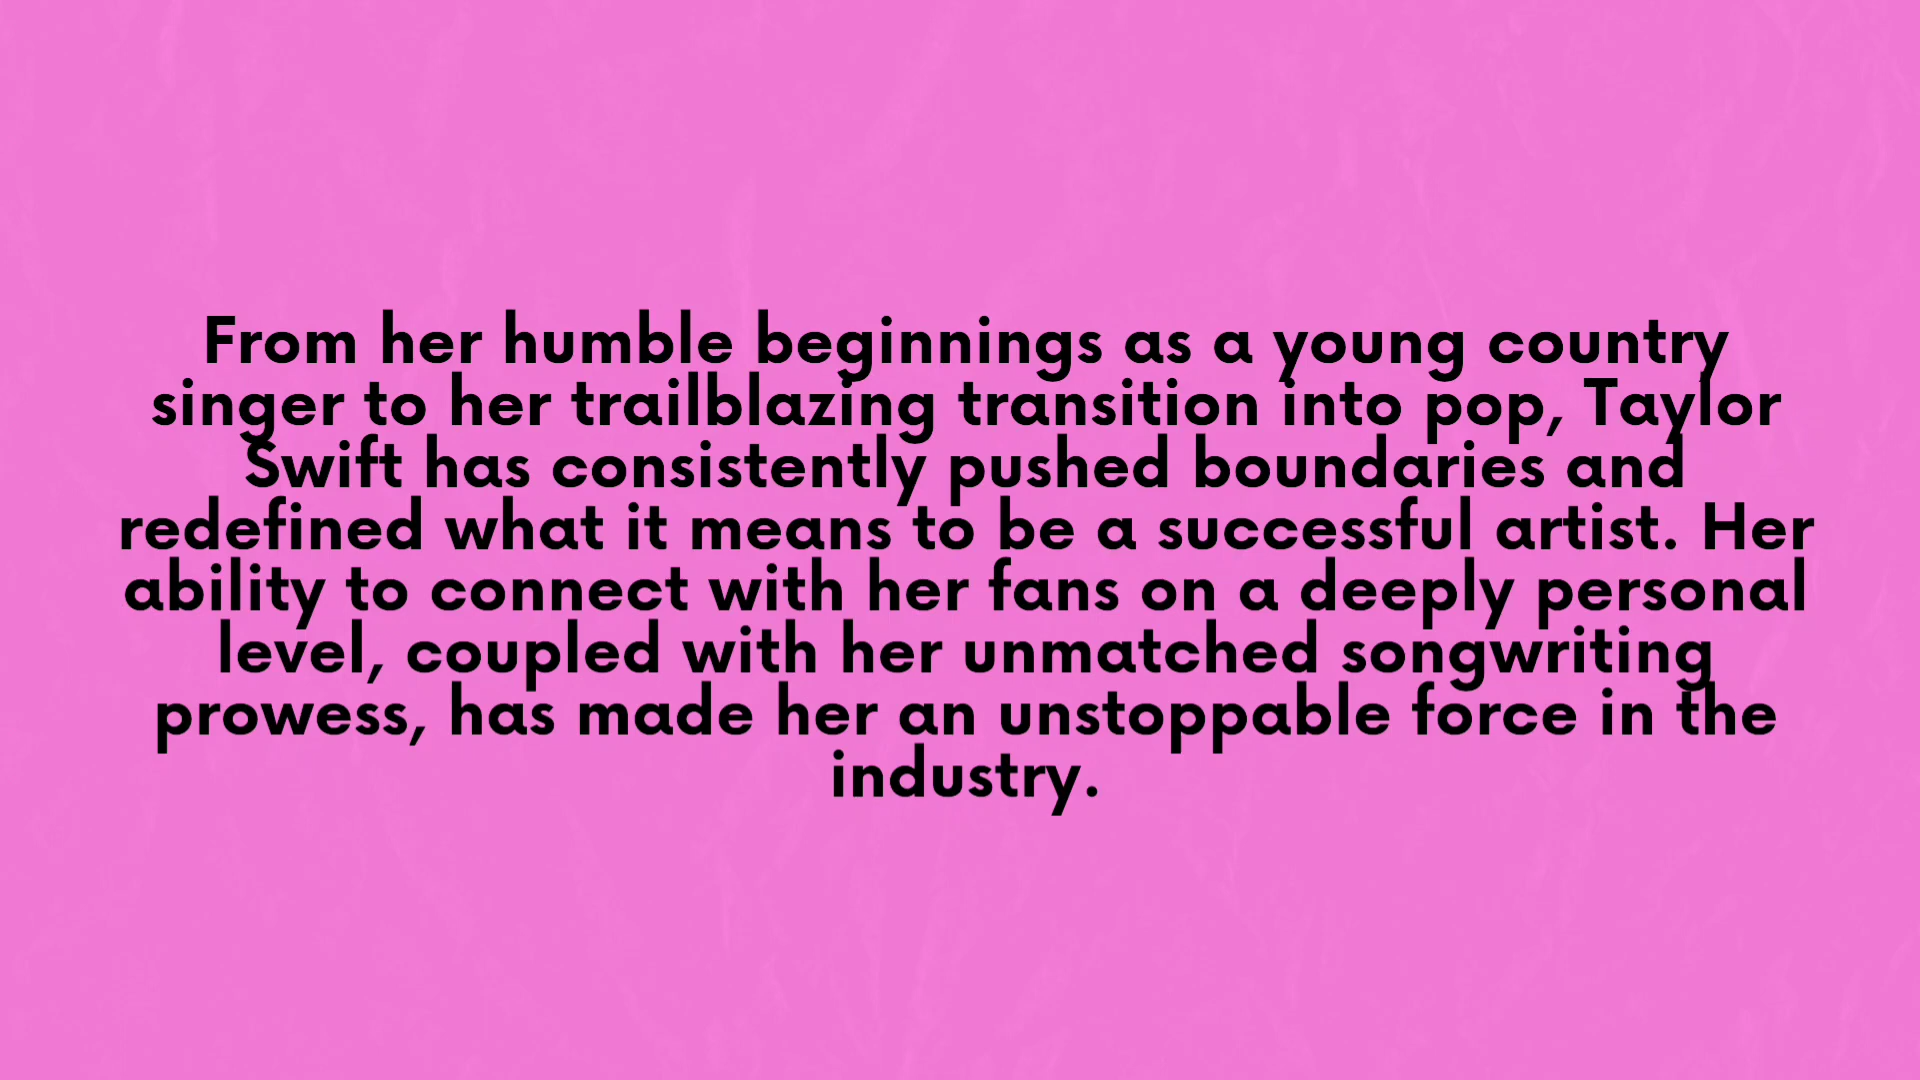 From her humble beginnings as a young country
singer to her trailblazing transition into pop, Taylor
Swift has consistently pushed boundaries and
redefined what it means to be a successful artist. Her
ability to connect with her fans on a deeply personal
level, coupled with her unmatched songwriting
prowess, has made her an unstoppable force in the
industry.